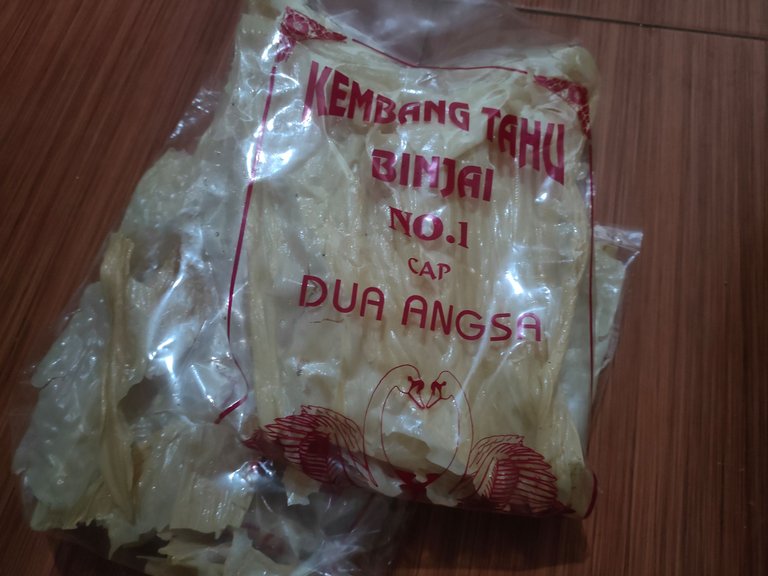 KEMBANG TAHU
BINJAI
NO.1
CAP
DUA ANGSA